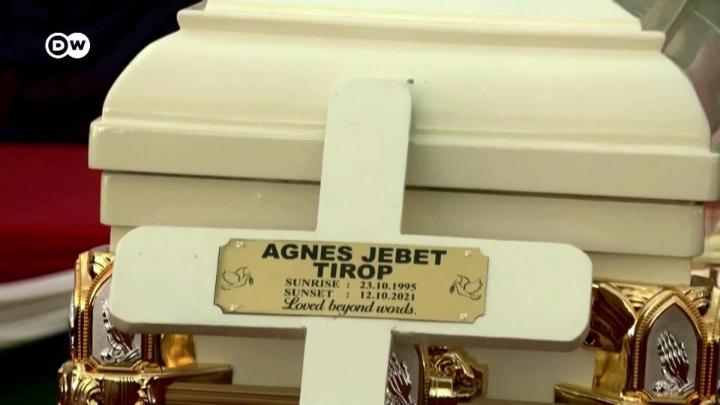 DW
AGNES JEBET
TIROP
SUNRISE : 23.10.1995
SUNSET : 12.10.2021
Loved beyond words.